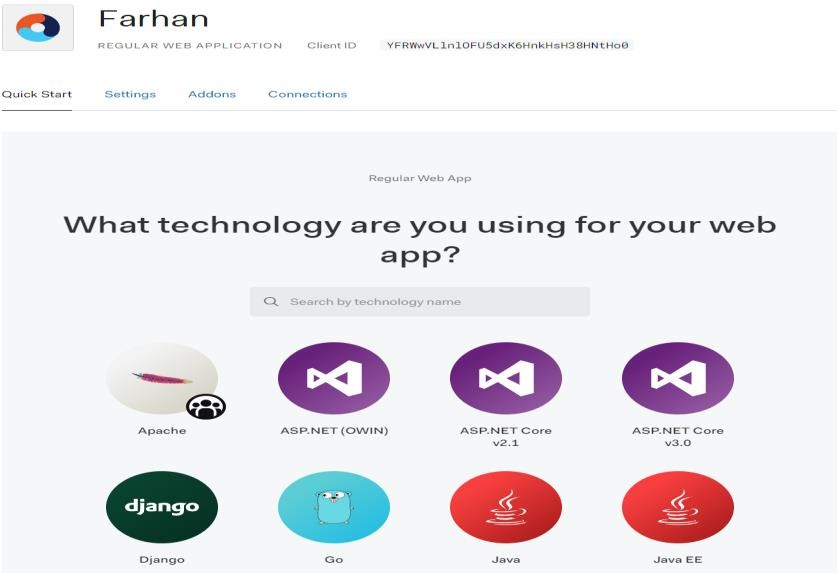 Farhan
REGULAR WEB APPLICATION Client ID YFRWwVL1nlOFU5dxK6HnkHsH38HNtHo0
Quick Start Settings Addons Connections
Regular Web App
What technology are you using for your web
app?
Search by technology name
Apache ASP.NET (OWIN) ASP.NET Core ASP.NET Core
v2.1 v3.0
django
Django Go Java Java EE